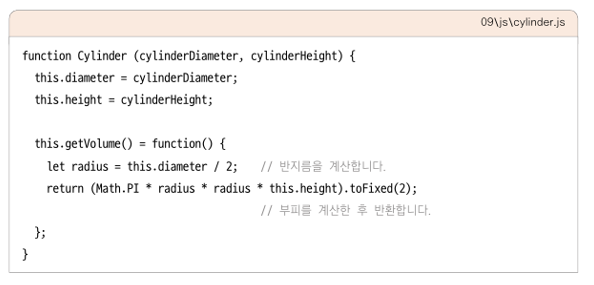 09\js\cylinder.js
function Cylinder (cylinderDiameter, cylinderHeight) {
this.diameter = cylinderDiameter;
this.height = cylinderHeight;
this.getVolume() = function() {
let radius = this.diameter / 2; // 반지름을 계산합니다.
return (Math.PI * radius * radius * this.height).toFixed(2);
// 부피를 계산한 후 반환합니다.
};
}